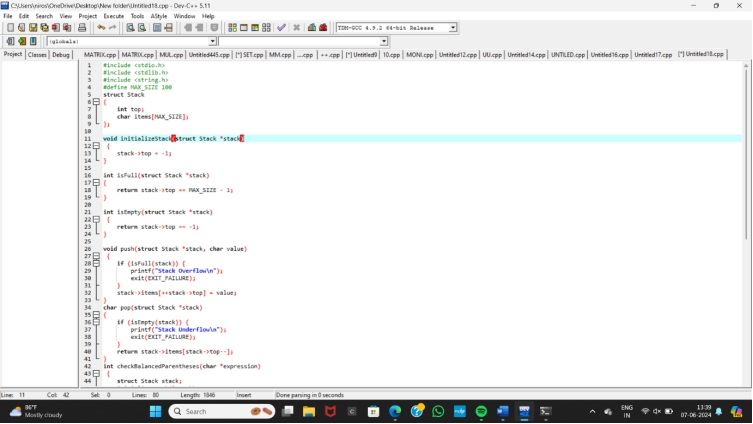 C:\Users\niros\OneDrive\Desktop\New folder\Untitled18.cpp - Dev-C++ 5.11
File Edit Search View Project Execute Tools AStyle Window Help
TDM-GCC 4.9.2 64-bit Release
(globals)
Project Classes Debug MATRIX.cpp MATRIX.cpp MUL.cpp Untitled445.cpp [*] SET.cpp MM.cpp ....cpp ++.cpp [*] Untitled9 10.cpp MONI.cpp Untitled12.cpp UU.cpp Untitled14.cpp UNTILED.cpp Untitled16.cpp Untitled17.cpp [*] Untitled18.cpp
1 #include <stdio.h>
2 #include <stdlib.h>
3 #include <string.h>
4 #define MAX_SIZE 100
5 struct Stack
6 {
7 int top;
8 char items[MAX_SIZE];
9 };
10
11 void initializeStack(struct Stack *stack)
12 {
13 stack->top = -1;
14 }
15
16 int isFull(struct Stack *stack)
17 {
18 return stack->top == MAX_SIZE - 1;
19 }
20
21 int isEmpty(struct Stack *stack)
22 {
23 return stack->top == -1;
24 }
25
26 void push(struct Stack *stack, char value)
27 {
28 if (isFull(stack)) {
29 printf("Stack Overflow\n");
30 exit(EXIT_FAILURE);
31 }
32 stack->items[++stack->top] = value;
33 }
34 char pop(struct Stack *stack)
35 {
36 if (isEmpty(stack)) {
37 printf("Stack Underflow\n");
38 exit(EXIT_FAILURE);
39 }
40 return stack->items[stack->top--];
41 }
42 int checkBalancedParentheses(char *expression)
43 {
44 struct Stack stack;
Line: 11 Col: 42 Sel: 0 Lines: 80 Length: 1846 Insert Done parsing in 0 seconds
86°F
Mostly cloudy
Search
ENG
IN
13:39
07-06-2024